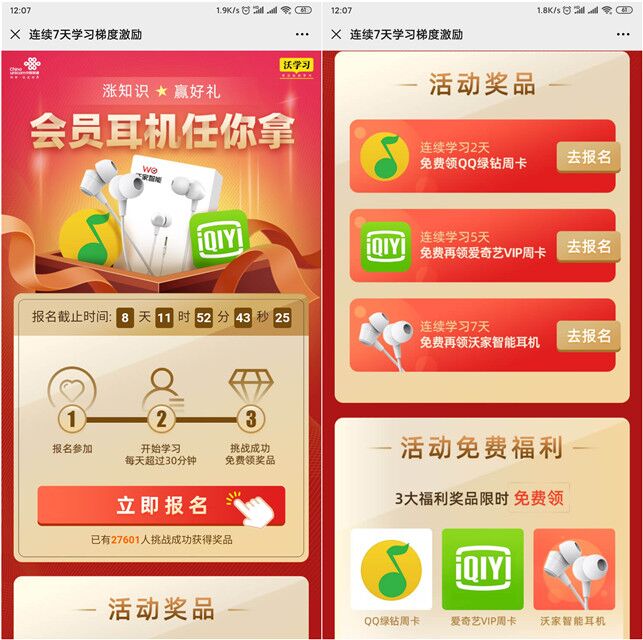 12:07
1.9K/s
61
连续7天学习梯度激励
China
unicom中国联通
沃学习
涨知识 ★ 赢好礼
会员耳机任你拿
WO
沃家智能
iQIYI
报名截止时间: 8 天 11 时 52 分 43 秒 25
1
2
3
报名参加
开始学习
每天超过30分钟
挑战成功
免费领奖品
立即报名
已有27601人挑战成功获得奖品
活动奖品
12:07
1.8K/s
61
连续7天学习梯度激励
活动奖品
连续学习2天
免费领QQ绿钻周卡
去报名
iQIYI
连续学习5天
免费再领爱奇艺VIP周卡
去报名
连续学习7天
免费再领沃家智能耳机
去报名
活动免费福利
3大福利奖品限时 免费领
iQIYI
QQ绿钻周卡
爱奇艺VIP周卡
沃家智能耳机